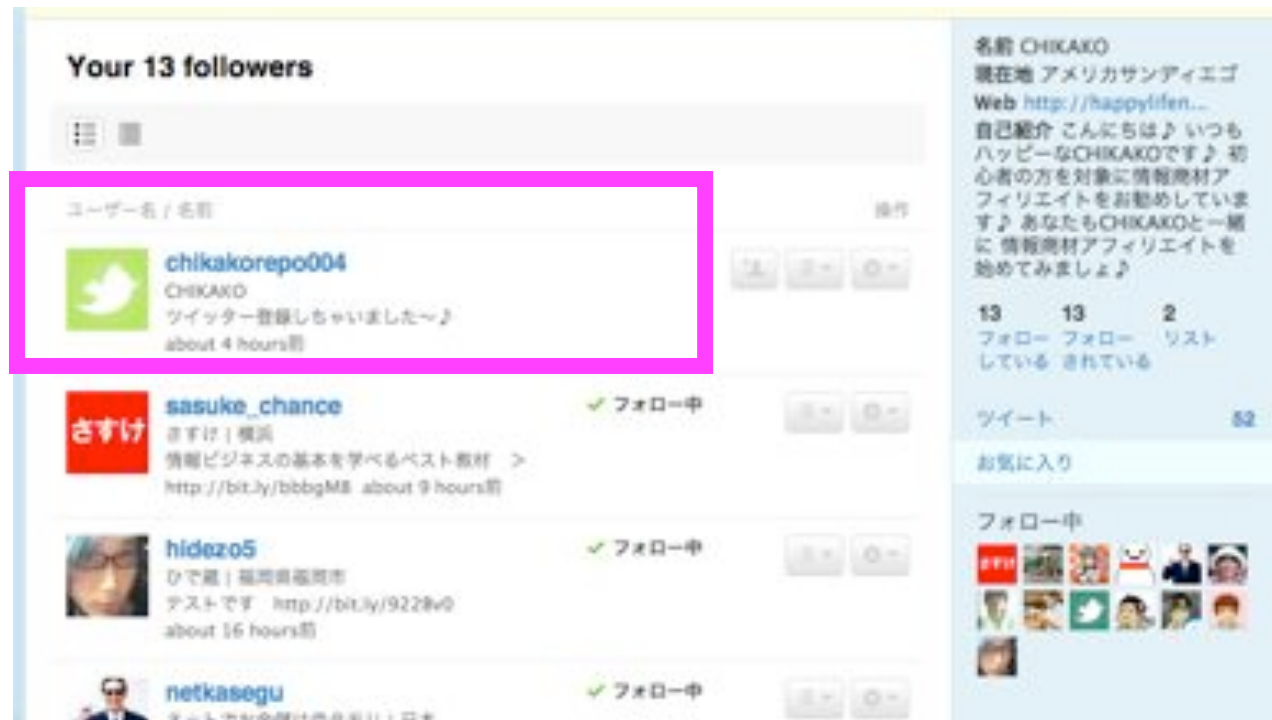 Your 13 followers
ユーザー名 / 名前
操作
chikakorepo004
CHIKAKO
ツイッター登録しちゃいました〜♪
about 4 hours前
さすけ
sasuke_chance
✓ フォロー中
さすけ | 横浜
情報ビジネスの基本を学べるベスト教材 >
http://bit.ly/bbbgM8 about 9 hours前
hidezo5
✓ フォロー中
ひで蔵 | 福岡県福岡市
テストです http://bit.ly/9228v0
about 16 hours前
netkasegu
✓ フォロー中
名前 CHIKAKO
現在地 アメリカサンディエゴ
Web http://happylifen...
自己紹介 こんにちは♪ いつも
ハッピーなCHIKAKOです♪ 初
心者の方を対象に情報商材ア
フィリエイトをお勧めしていま
す♪ あなたもCHIKAKOと一緒
に 情報商材アフィリエイトを
始めてみましょ♪
13 13 2
フォロー フォロー リスト
している されている
ツイート 52
お気に入り
フォロー中